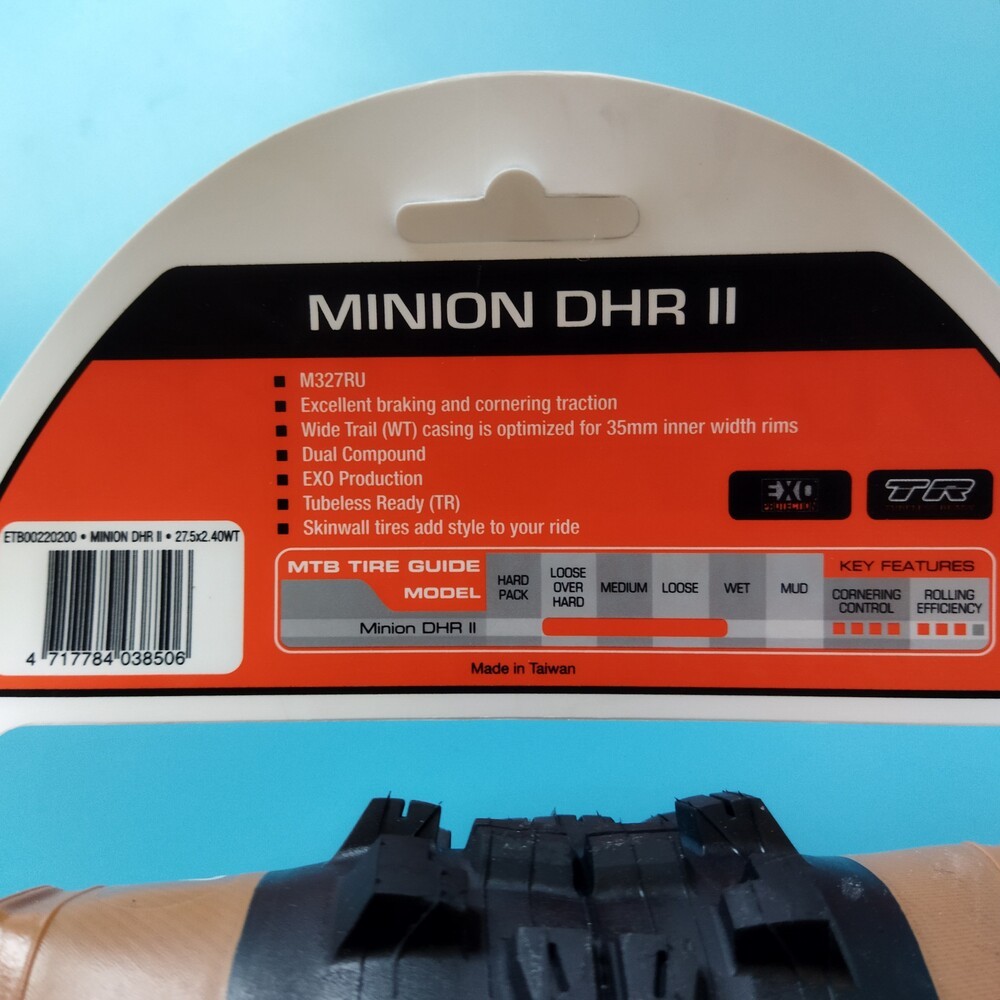 MINION DHR II
■ M327RU
■ Excellent braking and cornering traction
■ Wide Trail (WT) casing is optimized for 35mm inner width rims
■ Dual Compound
■ EXO Production
■ Tubeless Ready (TR)
■ Skinwall tires add style to your ride
EXO
PROTECTION
TR
ETB00220200 • MINION DHR II • 27.5x2.40WT
4 717784 038506
MTB TIRE GUIDE
MODEL
HARD PACK
LOOSE OVER HARD
MEDIUM
LOOSE
WET
MUD
KEY FEATURES
CORNERING CONTROL
ROLLING EFFICIENCY
Minion DHR II
Made in Taiwan